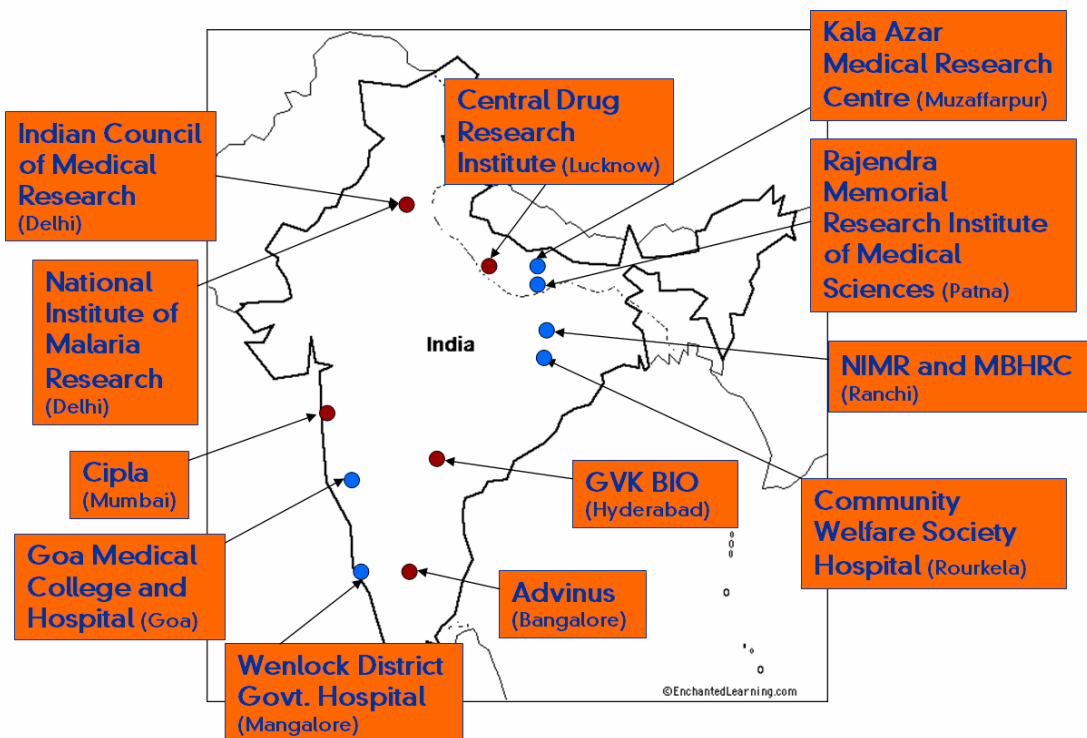 Kala Azar
Medical Research
Centre (Muzaffarpur)
Central Drug
Research
Institute (Lucknow)
Indian Council
of Medical
Research
(Delhi)
Rajendra
Memorial
Research Institute
of Medical
Sciences (Patna)
National
Institute of
Malaria
Research
(Delhi)
India
NIMR and MBHRC
(Ranchi)
Cipla
(Mumbai)
GVK BIO
(Hyderabad)
Community
Welfare Society
Hospital (Rourkela)
Goa Medical
College and
Hospital (Goa)
Advinus
(Bangalore)
Wenlock District
Govt. Hospital
(Mangalore)
©EnchantedLearning.com